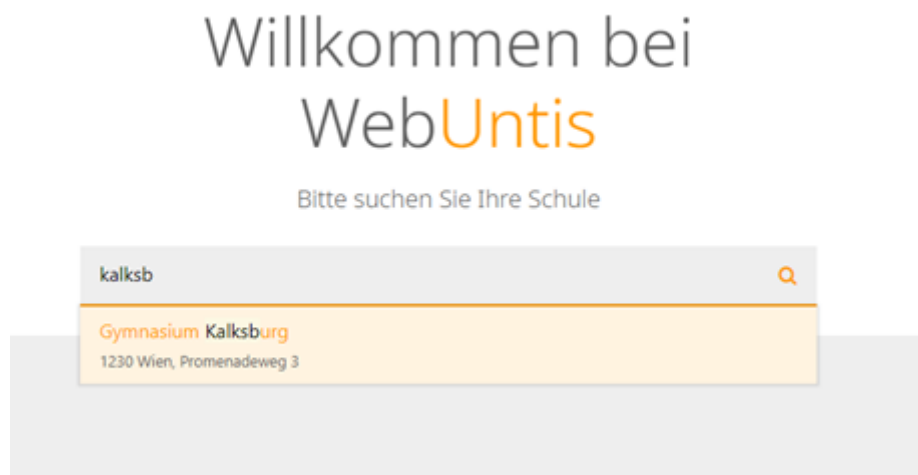 Willkommen bei
WebUntis
Bitte suchen Sie Ihre Schule
kalksb
Gymnasium Kalksburg
1230 Wien, Promenadeweg 3